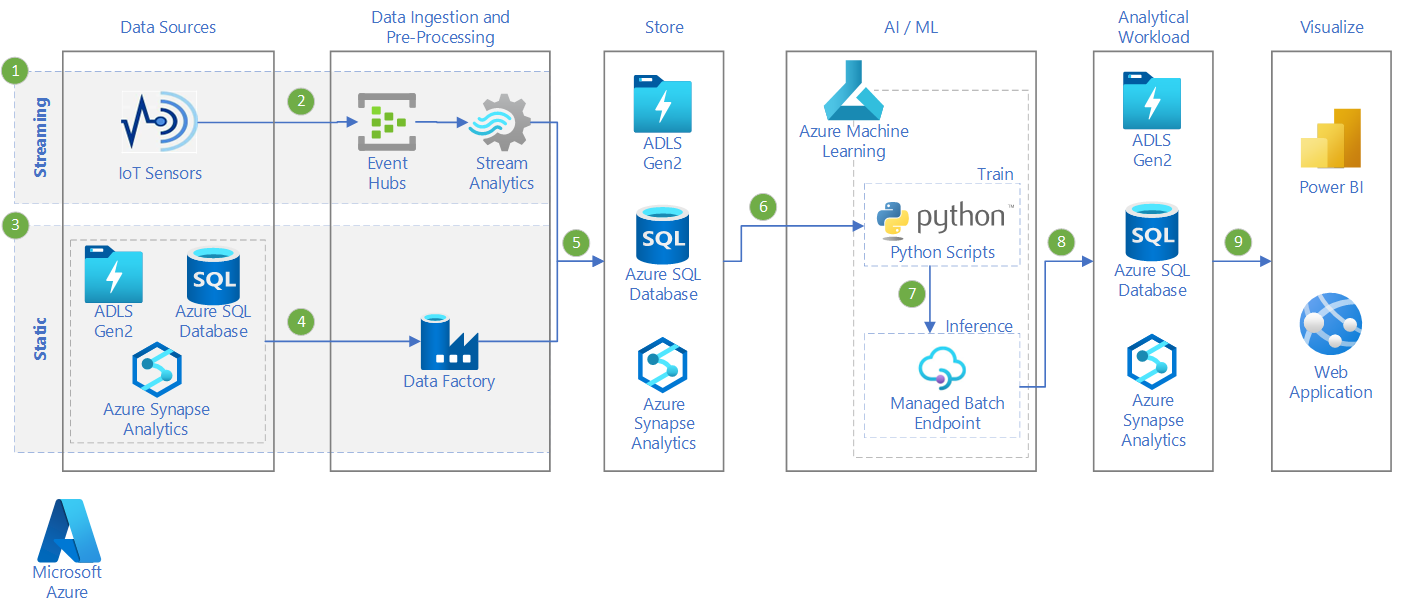 Data Sources
Data Ingestion and
Pre-Processing
Store
AI / ML
Analytical
Workload
Visualize
1
Streaming
IoT Sensors
2
Event
Hubs
Stream
Analytics
3
Static
ADLS
Gen2
SQL
Azure SQL
Database
Azure Synapse
Analytics
4
Data Factory
5
ADLS
Gen2
SQL
Azure SQL
Database
Azure
Synapse
Analytics
6
Azure Machine
Learning
Train
python™
Python Scripts
7
Inference
Managed Batch
Endpoint
8
ADLS
Gen2
SQL
Azure SQL
Database
Azure
Synapse
Analytics
9
Power BI
Web
Application
Microsoft
Azure